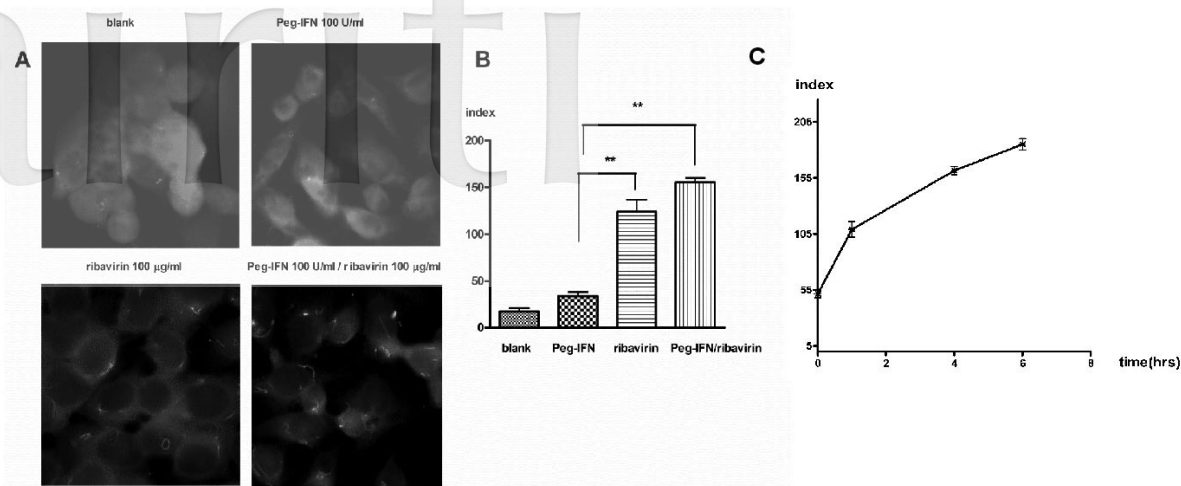 blank
Peg-IFN 100 U/ml
A
B
C
ribavirin 100 µg/ml
Peg-IFN 100 U/ml / ribavirin 100 µg/ml
index
200
150
100
50
0
**
**
blank
Peg-IFN
ribavirin
Peg-IFN/ribavirin
index
206
155
105
55
5
0
2
4
6
8
time(hrs)
airiti